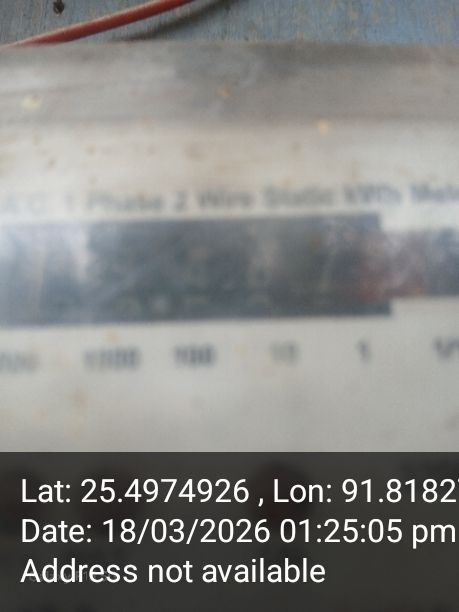 A.C. 1 Phase 2 Wire Static kWh
1000 100 10 1
Lat: 25.4974926 , Lon: 91.8182
Date: 18/03/2026 01:25:05 pm
Address not available